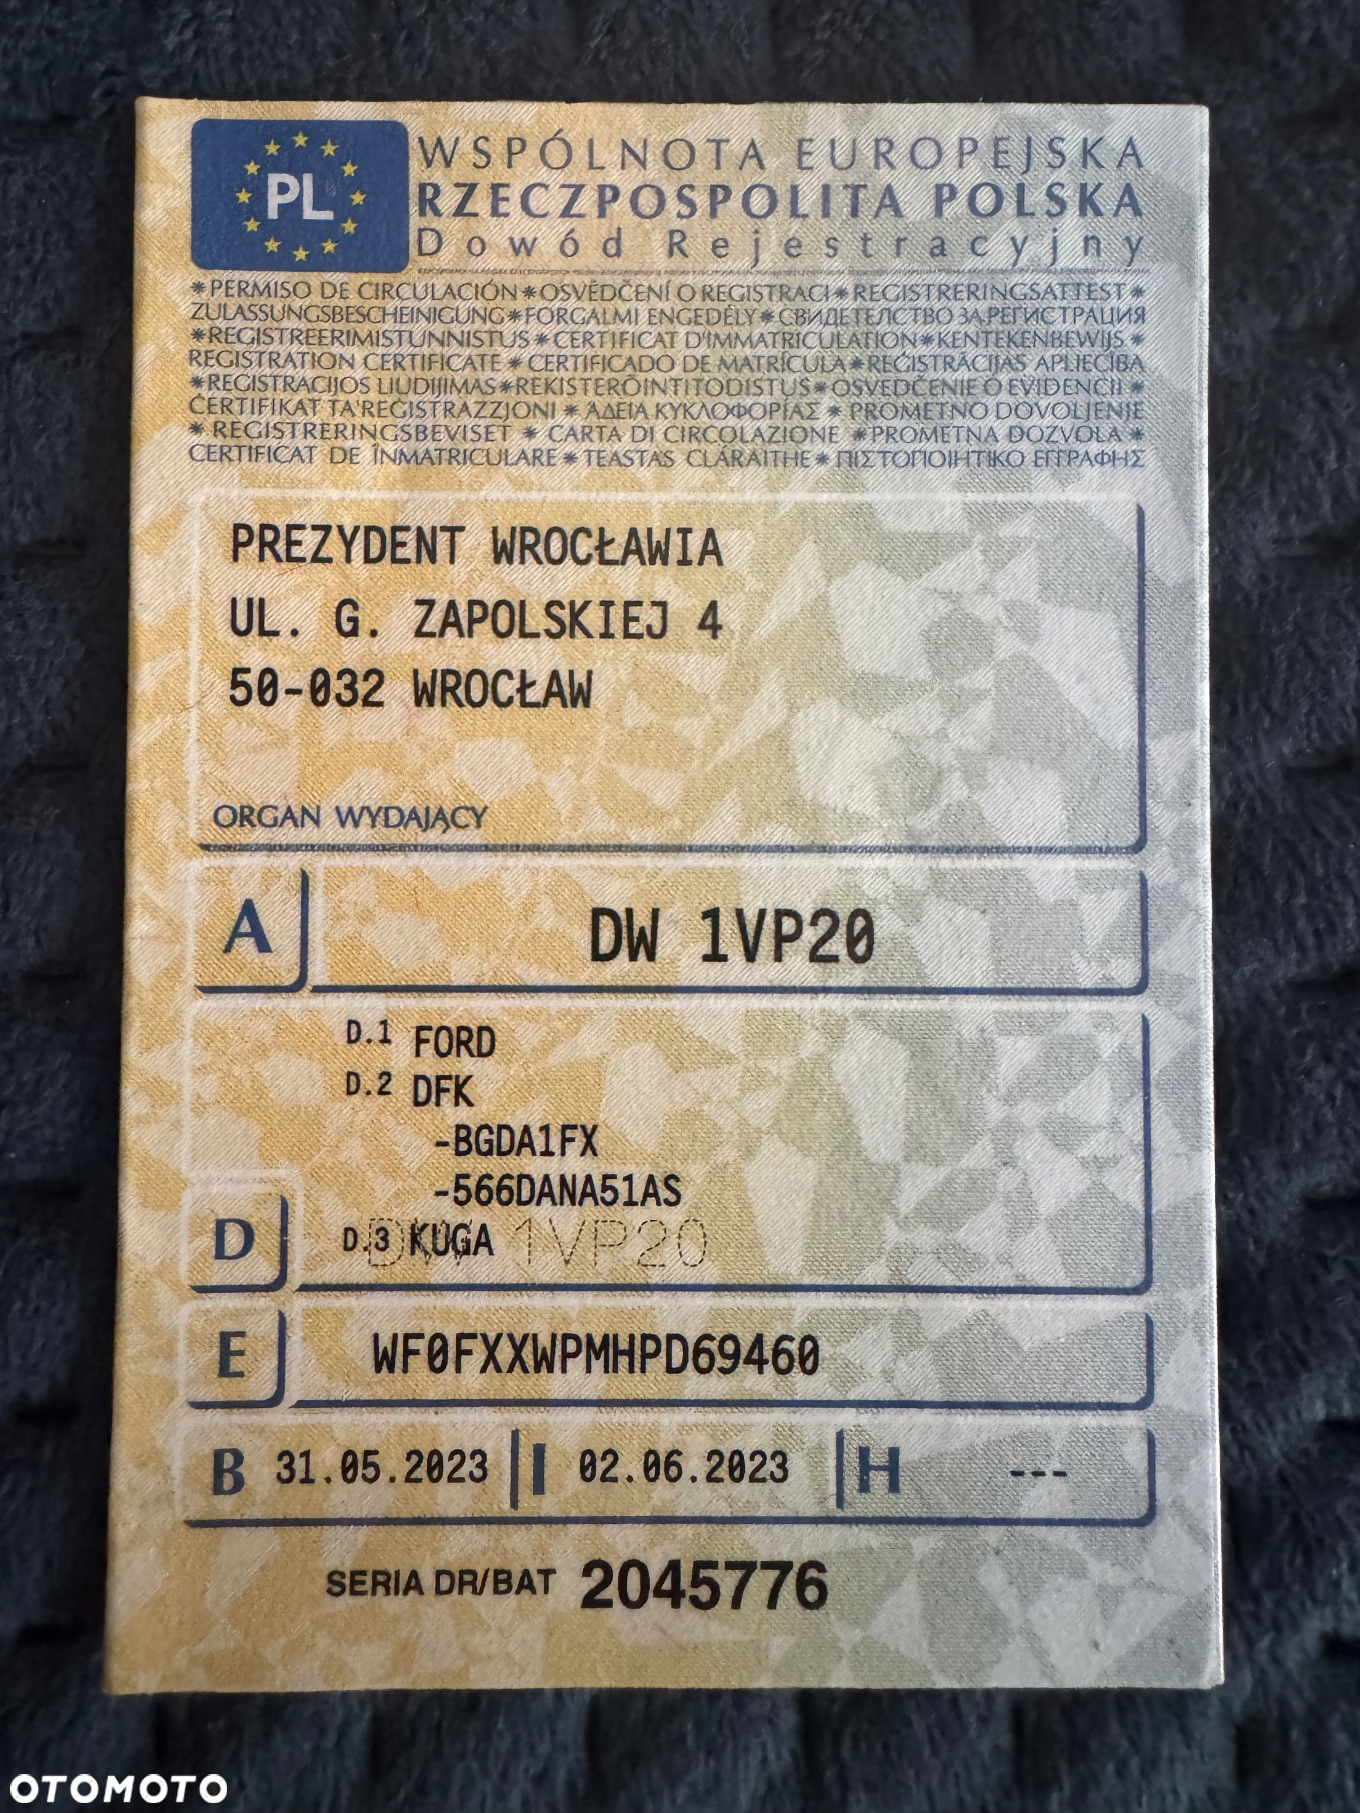 PL
WSPÓLNOTA EUROPEJSKA
RZECZPOSPOLITA POLSKA
Dowód Rejestracyjny
*PERMISO DE CIRCULACIÓN*OSVĚDČENÍ O REGISTRACI*REGISTRERINGSATTEST*
ZULASSUNGSBESCHEINIGUNG*FORGALMI ENGEDÉLY*СВИДЕТЕЛСТВО ЗА РЕГИСТРАЦИЯ
*REGISTREERIMISTUNNISTUS*CERTIFICAT D'IMMATRICULATION*KENTEKENBEWIJS*
REGISTRATION CERTIFICATE*CERTIFICADO DE MATRÍCULA*REĢISTRĀCIJAS APLIECĪBA
*REGISTRACIJOS LIUDIJIMAS*REKISTERÖINTITODISTUS*OSVEDČENIE O EVIDENCII*
ĊERTIFIKAT TA'REĠISTRAZZJONI*ΆΔΕΙΑ ΚΥΚΛΟΦΟΡΊΑΣ*PROMETNO DOVOLJENJE
*REGISTRERINGSBEVISET*CARTA DI CIRCOLAZIONE*PROMETNA DOZVOLA*
CERTIFICAT DE ÎNMATRICULARE*TEASTAS CLÁRAITHE*ΠΙΣΤΟΠΟΙΗΤΙΚΟ ΕΓΓΡΑΦΗΣ
PREZYDENT WROCŁAWIA
UL. G. ZAPOLSKIEJ 4
50-032 WROCŁAW
ORGAN WYDAJĄCY
A DW 1VP20
D.1 FORD
D.2 DFK
-BGDA1FX
-566DANA51AS
D D.3 KUGA
DW 1VP20
E WF0FXXWPMHPD69460
B 31.05.2023 I 02.06.2023 H ---
SERIA DR/BAT 2045776
OTOMOTO